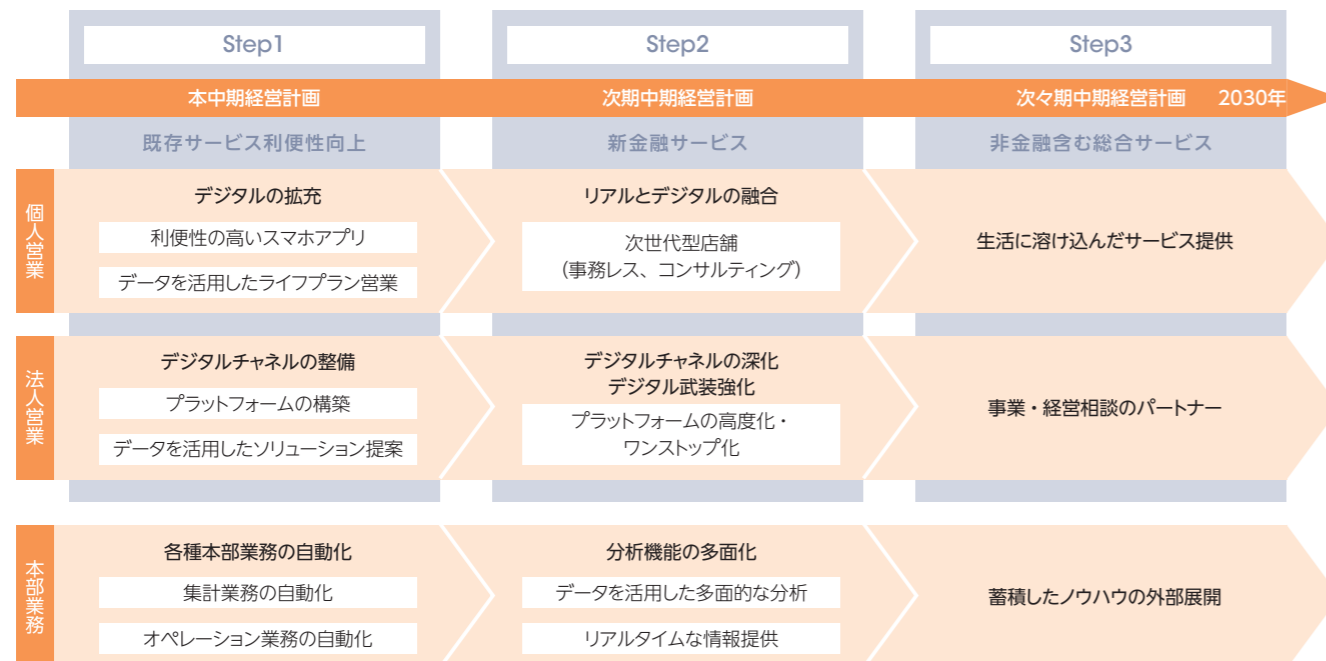 Step1
Step2
Step3
本中期経営計画
次期中期経営計画
次々期中期経営計画
2030年
既存サービス利便性向上
新金融サービス
非金融含む総合サービス
個人営業
デジタルの拡充
利便性の高いスマホアプリ
データを活用したライフプラン営業
リアルとデジタルの融合
次世代型店舗
(事務レス、コンサルティング)
生活に溶け込んだサービス提供
法人営業
デジタルチャネルの整備
プラットフォームの構築
データを活用したソリューション提案
デジタルチャネルの深化
デジタル武装強化
プラットフォームの高度化・
ワンストップ化
事業・経営相談のパートナー
本部業務
各種本部業務の自動化
集計業務の自動化
オペレーション業務の自動化
分析機能の多面化
データを活用した多面的な分析
リアルタイムな情報提供
蓄積したノウハウの外部展開